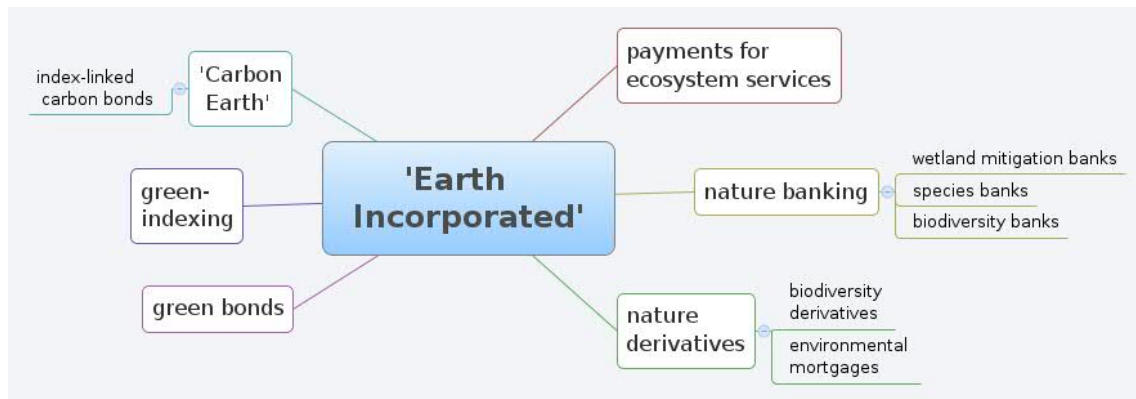 'Earth
Incorporated'
payments for
ecosystem services
nature banking
wetland mitigation banks
species banks
biodiversity banks
nature
derivatives
biodiversity
derivatives
environmental
mortgages
green bonds
green-
indexing
'Carbon
Earth'
index-linked
carbon bonds